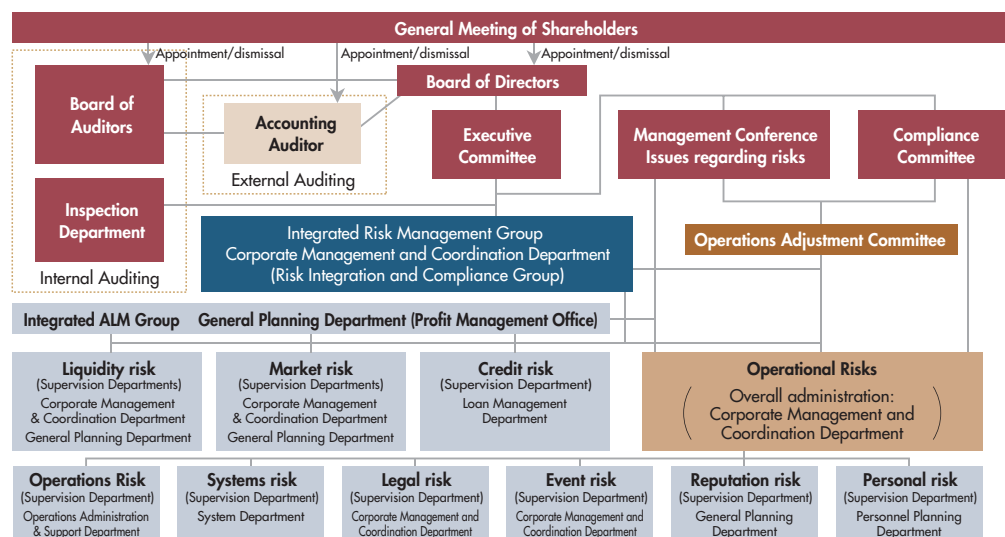 General Meeting of Shareholders
Appointment/dismissal
Appointment/dismissal
Appointment/dismissal
Board of
Auditors
Board of Directors
Accounting
Auditor
External Auditing
Executive
Committee
Management Conference
Issues regarding risks
Compliance
Committee
Inspection
Department
Internal Auditing
Integrated Risk Management Group
Corporate Management and Coordination Department
(Risk Integration and Compliance Group)
Operations Adjustment Committee
Integrated ALM Group General Planning Department (Profit Management Office)
Liquidity risk
(Supervision Departments)
Corporate Management
& Coordination Department
General Planning Department
Market risk
(Supervision Departments)
Corporate Management
& Coordination Department
General Planning Department
Credit risk
(Supervision Department)
Loan Management
Department
Operational Risks
(Overall administration:
Corporate Management and
Coordination Department)
Operations Risk
(Supervision Department)
Operations Administration
& Support Department
Systems risk
(Supervision Department)
System Department
Legal risk
(Supervision Department)
Corporate Management and
Coordination Department
Event risk
(Supervision Department)
Corporate Management and
Coordination Department
Reputation risk
(Supervision Department)
General Planning
Department
Personal risk
(Supervision Department)
Personnel Planning
Department